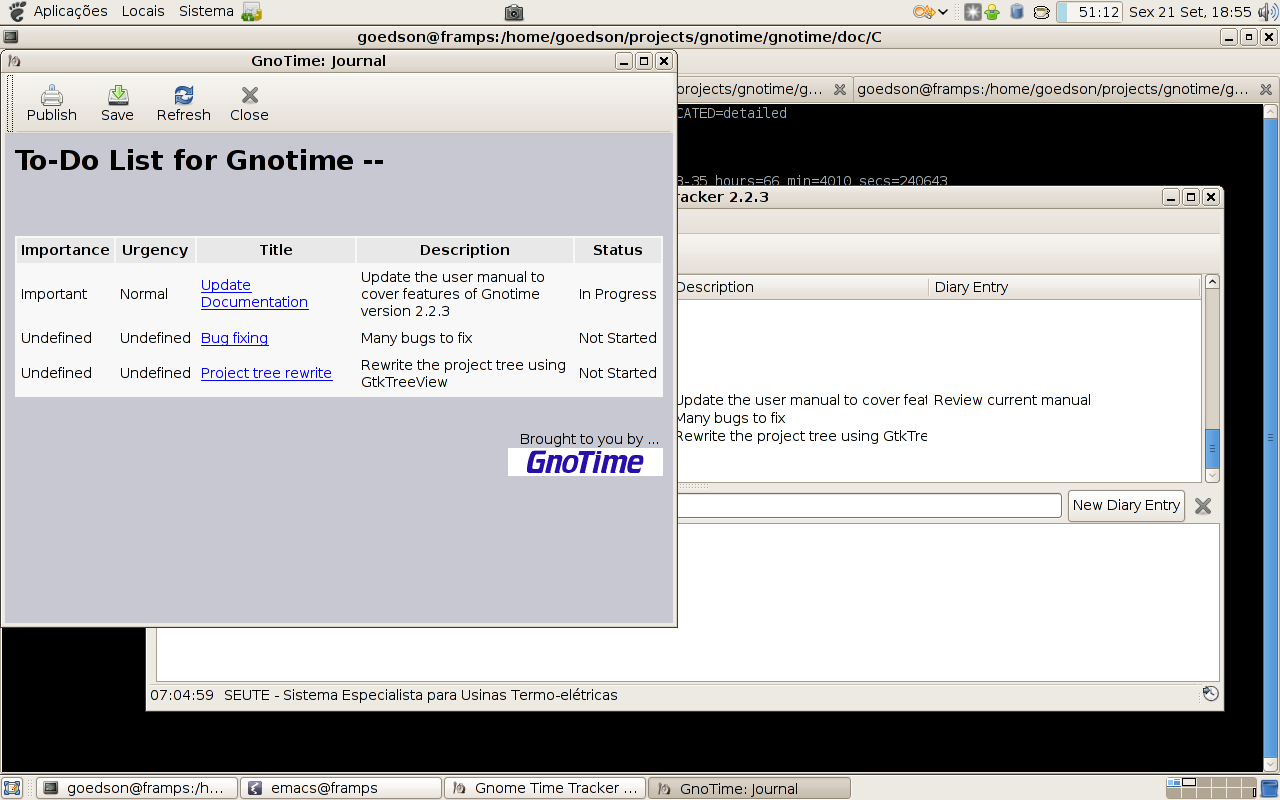 Aplicações Locais Sistema 51:12 Sex 21 Set, 18:55
goedson@framps:/home/goedson/projects/gnotime/gnotime/doc/C
GnoTime: Journal
Publish Save Refresh Close
rojects/gnotime/g... goedson@framps:/home/goedson/projects/gnotime/g...
CATED=detailed
To-Do List for Gnotime --
-35 hours=66 min=4010 secs=240643
racker 2.2.3
Importance Urgency Title Description Status
Important Normal Update Documentation Update the user manual to cover features of Gnotime version 2.2.3 In Progress
Undefined Undefined Bug fixing Many bugs to fix Not Started
Undefined Undefined Project tree rewrite Rewrite the project tree using GtkTreeView Not Started
Brought to you by ...
GnoTime
Description Diary Entry
Update the user manual to cover feat Review current manual
Many bugs to fix
Rewrite the project tree using GtkTre
New Diary Entry
07:04:59 SEUTE - Sistema Especialista para Usinas Termo-elétricas
goedson@framps:/h... emacs@framps Gnome Time Tracker ... GnoTime: Journal